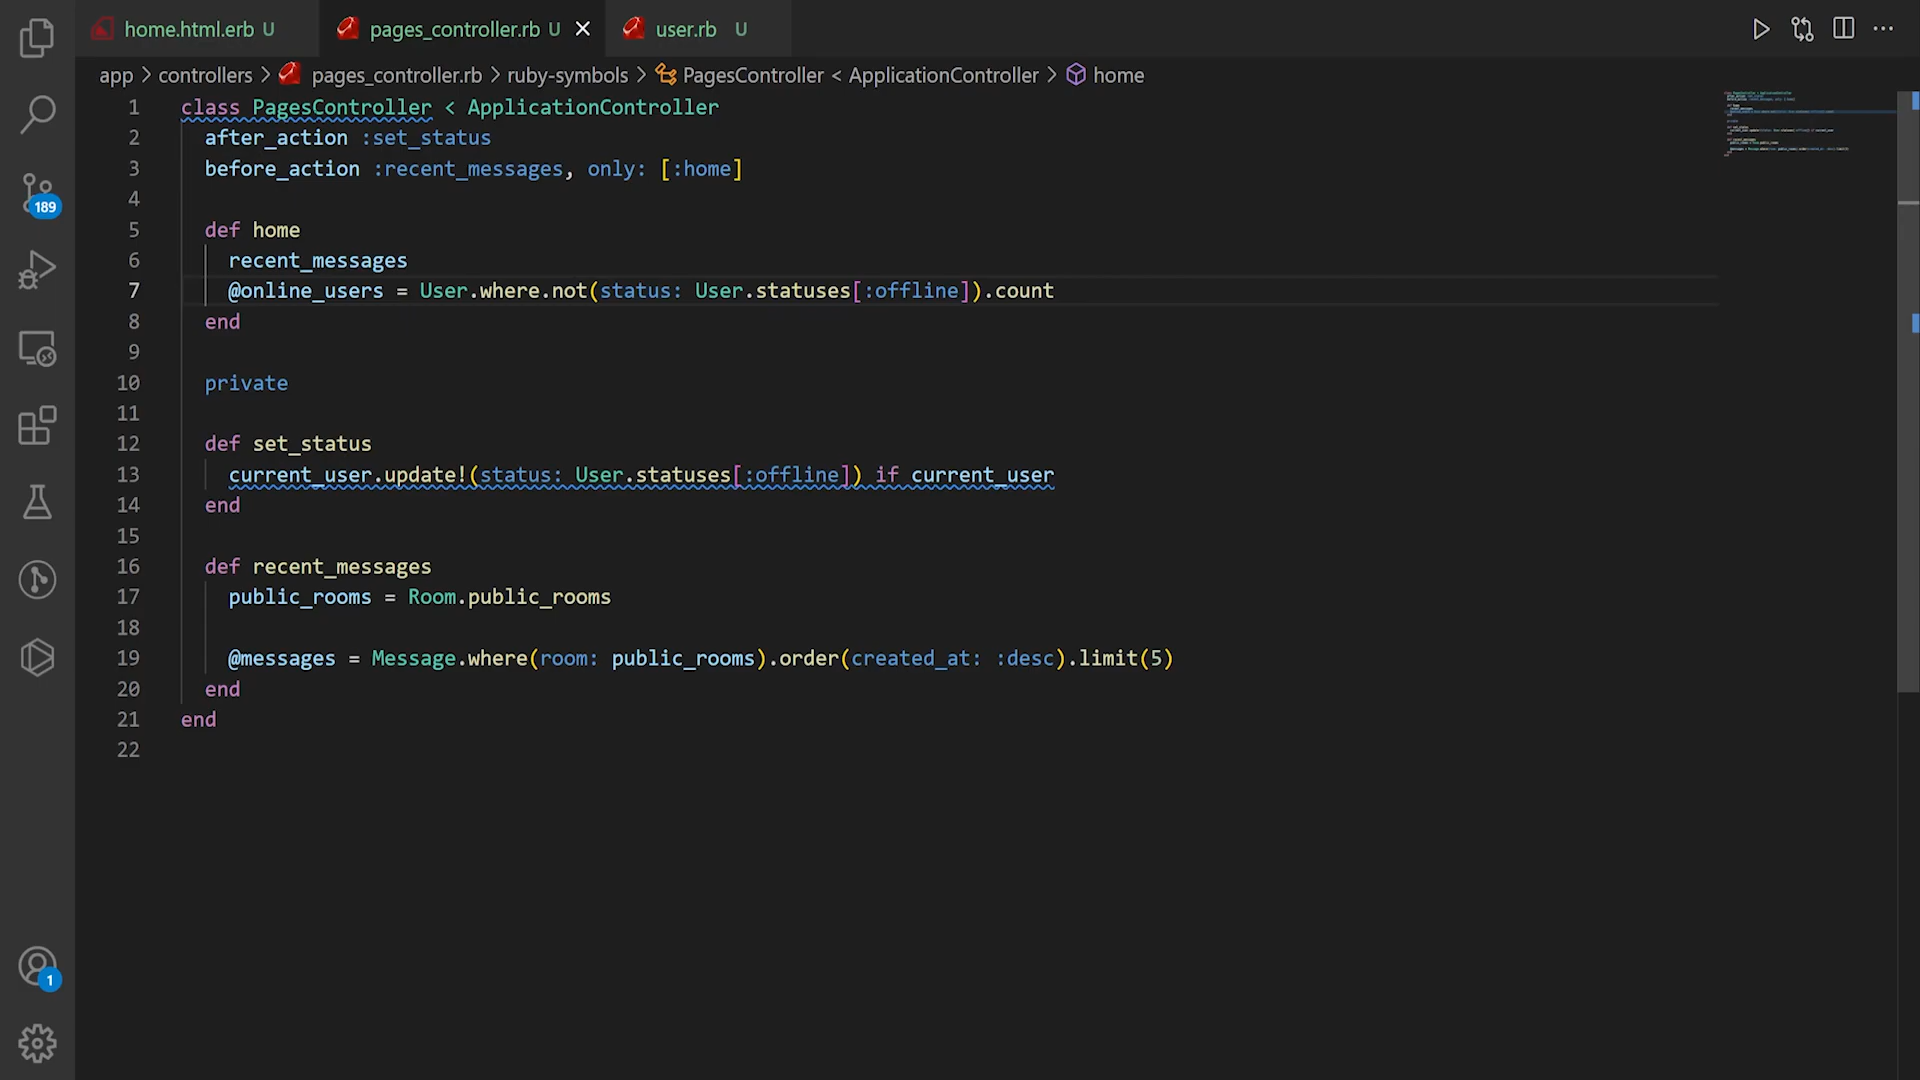 home.html.erb U
pages_controller.rb U
user.rb U
app > controllers > pages_controller.rb > ruby-symbols > PagesController < ApplicationController > home
1 class PagesController < ApplicationController
2 after_action :set_status
3 before_action :recent_messages, only: [:home]
4
5 def home
6 recent_messages
7 @online_users = User.where.not(status: User.statuses[:offline]).count
8 end
9
10 private
11
12 def set_status
13 current_user.update!(status: User.statuses[:offline]) if current_user
14 end
15
16 def recent_messages
17 public_rooms = Room.public_rooms
18
19 @messages = Message.where(room: public_rooms).order(created_at: :desc).limit(5)
20 end
21 end
22
189
1